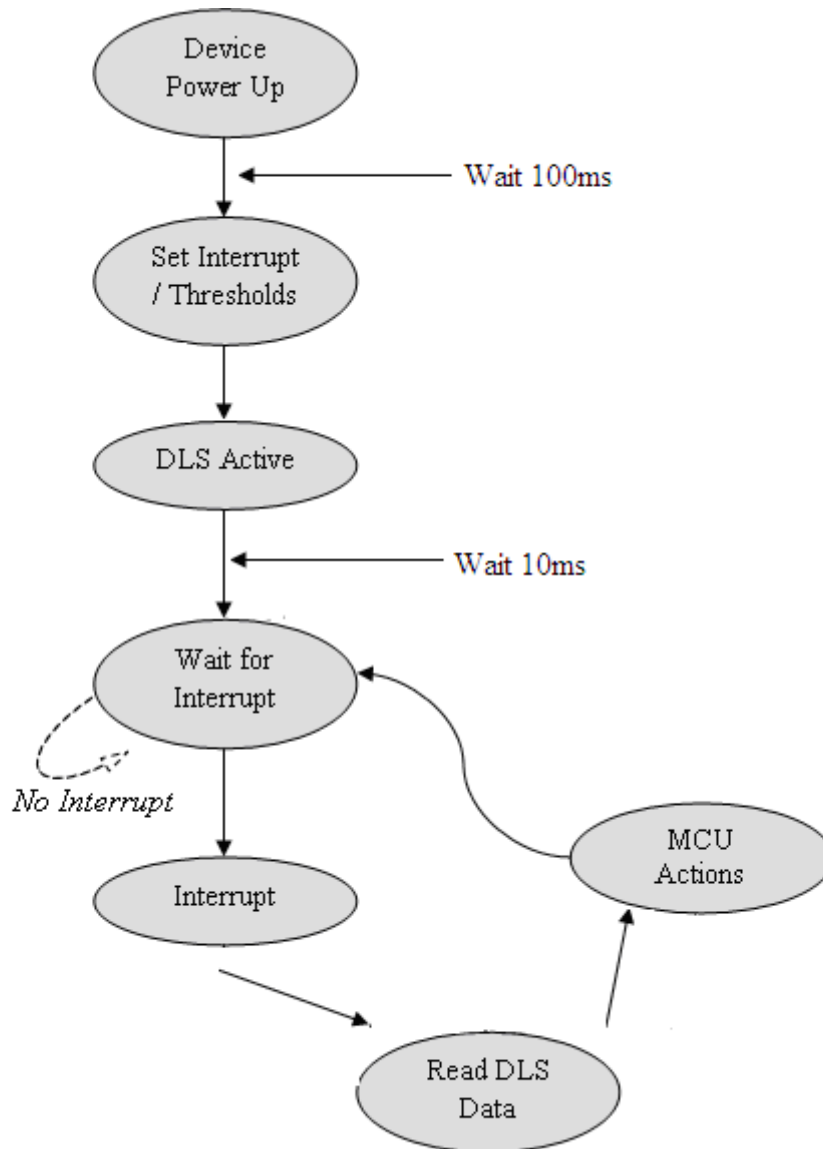 Device
Power Up
Wait 100ms
Set Interrupt
/ Thresholds
DLS Active
Wait 10ms
Wait for
Interrupt
No Interrupt
MCU
Actions
Interrupt
Read DLS
Data